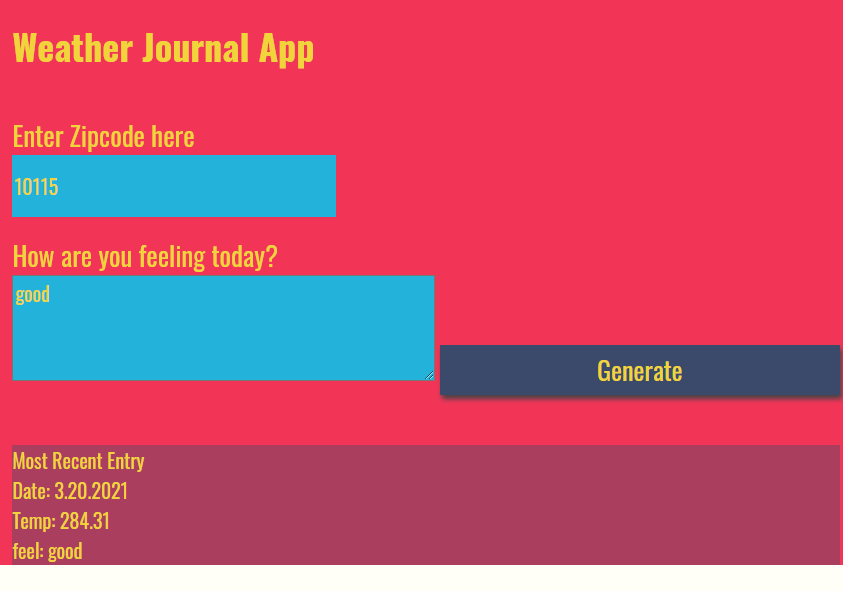 Weather Journal App
Enter Zipcode here
10115
How are you feeling today?
good
Generate
Most Recent Entry
Date: 3.20.2021
Temp: 284.31
feel: good